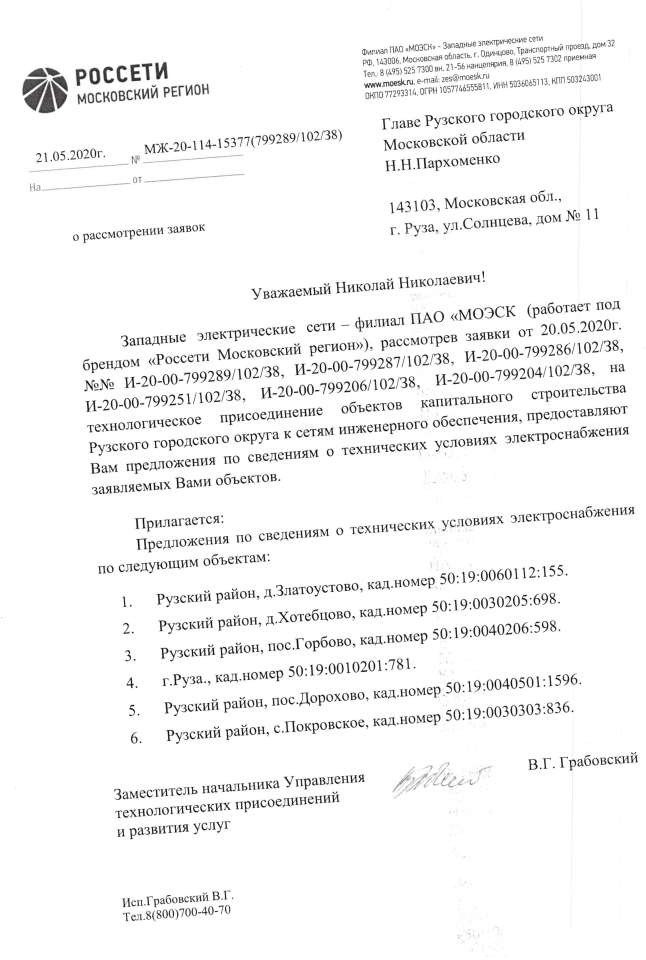 РОССЕТИ
МОСКОВСКИЙ РЕГИОН
Филиал ПАО «МОЭСК» - Западные электрические сети
РФ, 143006, Московская область, г. Одинцово, Транспортный проезд, дом 32
Тел.: 8 (495) 525 7300 вн. 21-56 канцелярия, 8 (495) 525 7302 приемная
www.moesk.ru, e-mail: zes@moesk.ru
ОКПО 77293314, ОГРН 1057746555811, ИНН 5036065113, КПП 503243001
21.05.2020г. № МЖ-20-114-15377(799289/102/З8)
На от
Главе Рузского городского округа
Московской области
Н.Н.Пархоменко
143103, Московская обл.,
г. Руза, ул.Солнцева, дом № 11
о рассмотрении заявок
Уважаемый Николай Николаевич!
Западные электрические сети – филиал ПАО «МОЭСК (работает под
брендом «Россети Московский регион»), рассмотрев заявки от 20.05.2020г.
№№ И-20-00-799289/102/З8, И-20-00-799287/102/З8, И-20-00-799286/102/З8,
И-20-00-799251/102/З8, И-20-00-799206/102/З8, И-20-00-799204/102/З8, на
технологическое присоединение объектов капитального строительства
Рузского городского округа к сетям инженерного обеспечения, предоставляют
Вам предложения по сведениям о технических условиях электроснабжения
заявляемых Вами объектов.
Прилагается:
Предложения по сведениям о технических условиях электроснабжения
по следующим объектам:
1. Рузский район, д.Златоустово, кад.номер 50:19:0060112:155.
2. Рузский район, д.Хотебцово, кад.номер 50:19:0030205:698.
3. Рузский район, пос.Горбово, кад.номер 50:19:0040206:598.
4. г.Руза., кад.номер 50:19:0010201:781.
5. Рузский район, пос.Дорохово, кад.номер 50:19:0040501:1596.
6. Рузский район, с.Покровское, кад.номер 50:19:0030303:836.
Заместитель начальника Управления
технологических присоединений
и развития услуг
В.Г. Грабовский
Исп.Грабовский В.Г.
Тел.8(800)700-40-70